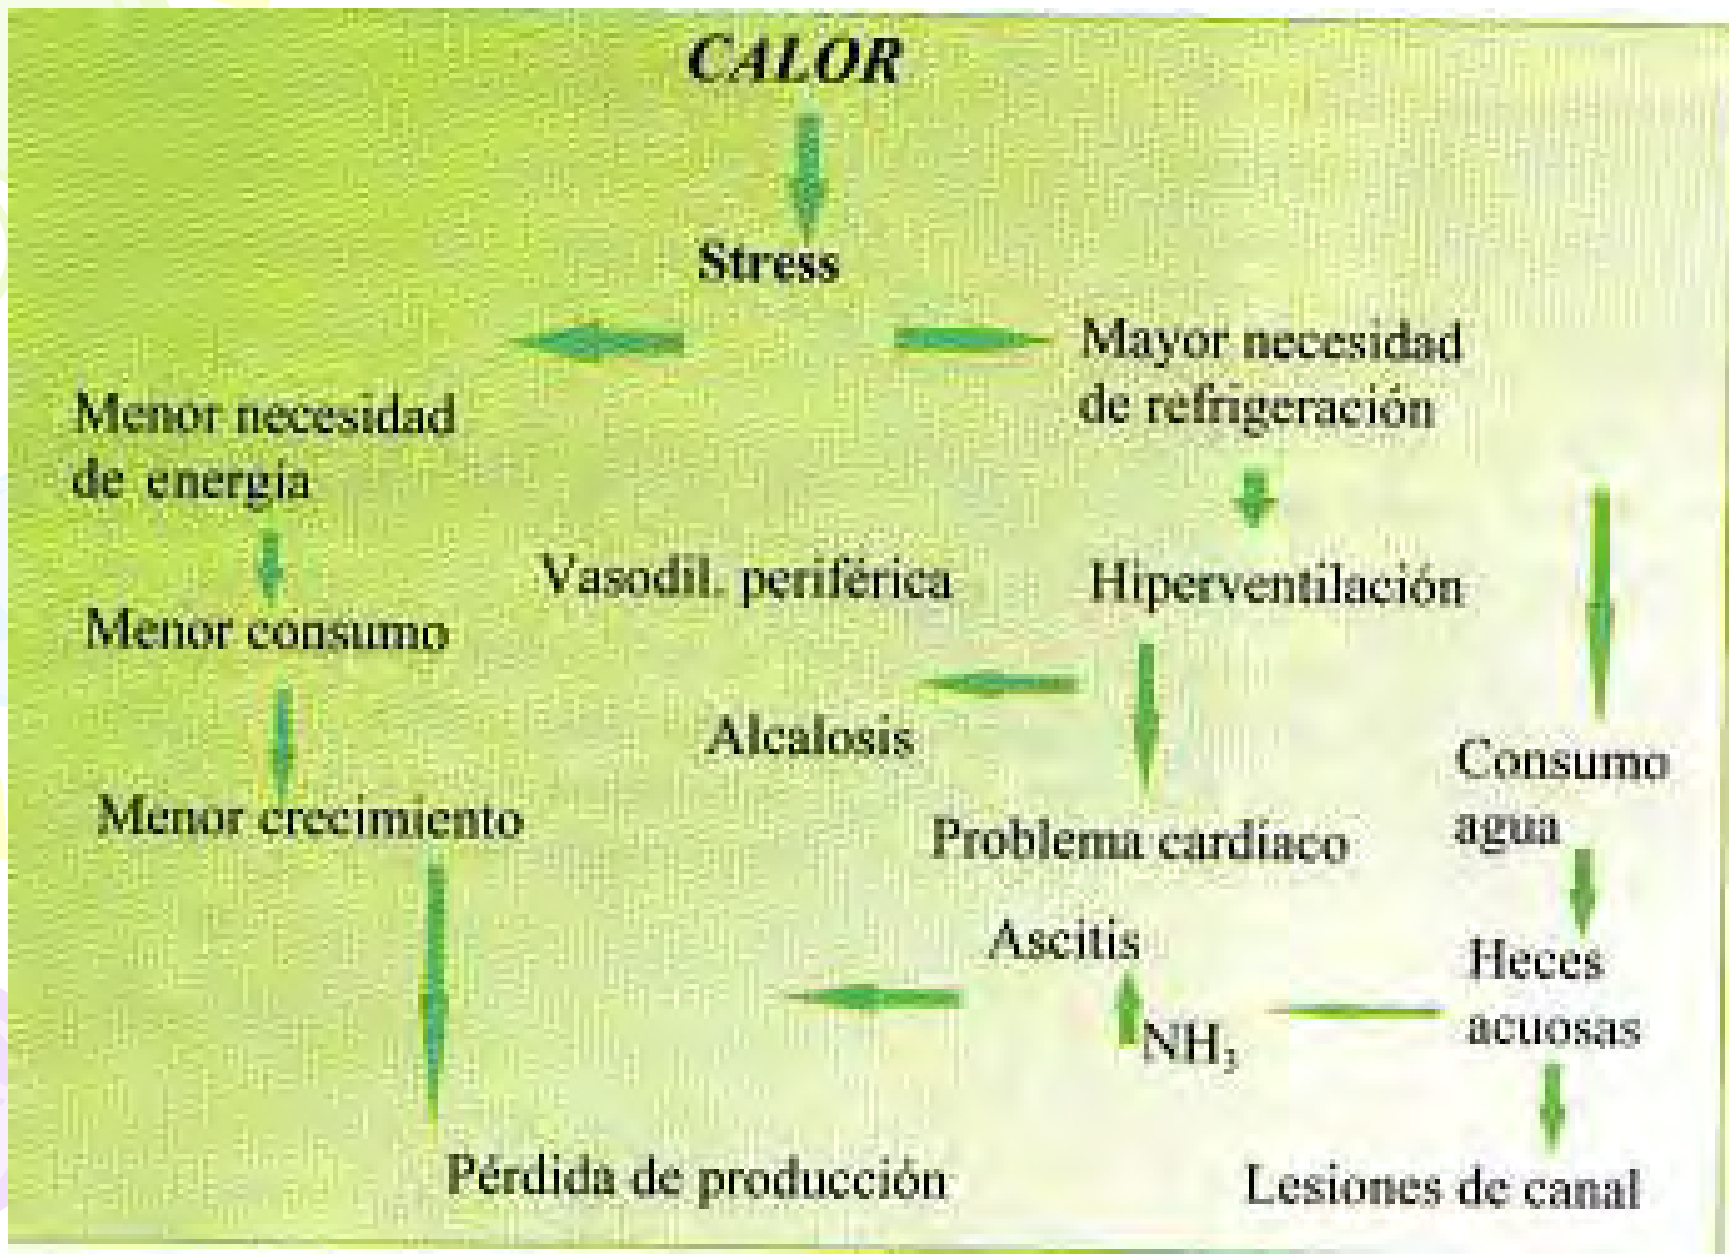 CALOR
Stress
Mayor necesidad
de refrigeración
Menor necesidad
de energía
Vasodil. periférica
Hiperventilación
Menor consumo
Alcalosis
Consumo
agua
Menor crecimiento
Problema cardíaco
Ascitis
Heces
acuosas
NH₃
Pérdida de producción
Lesiones de canal